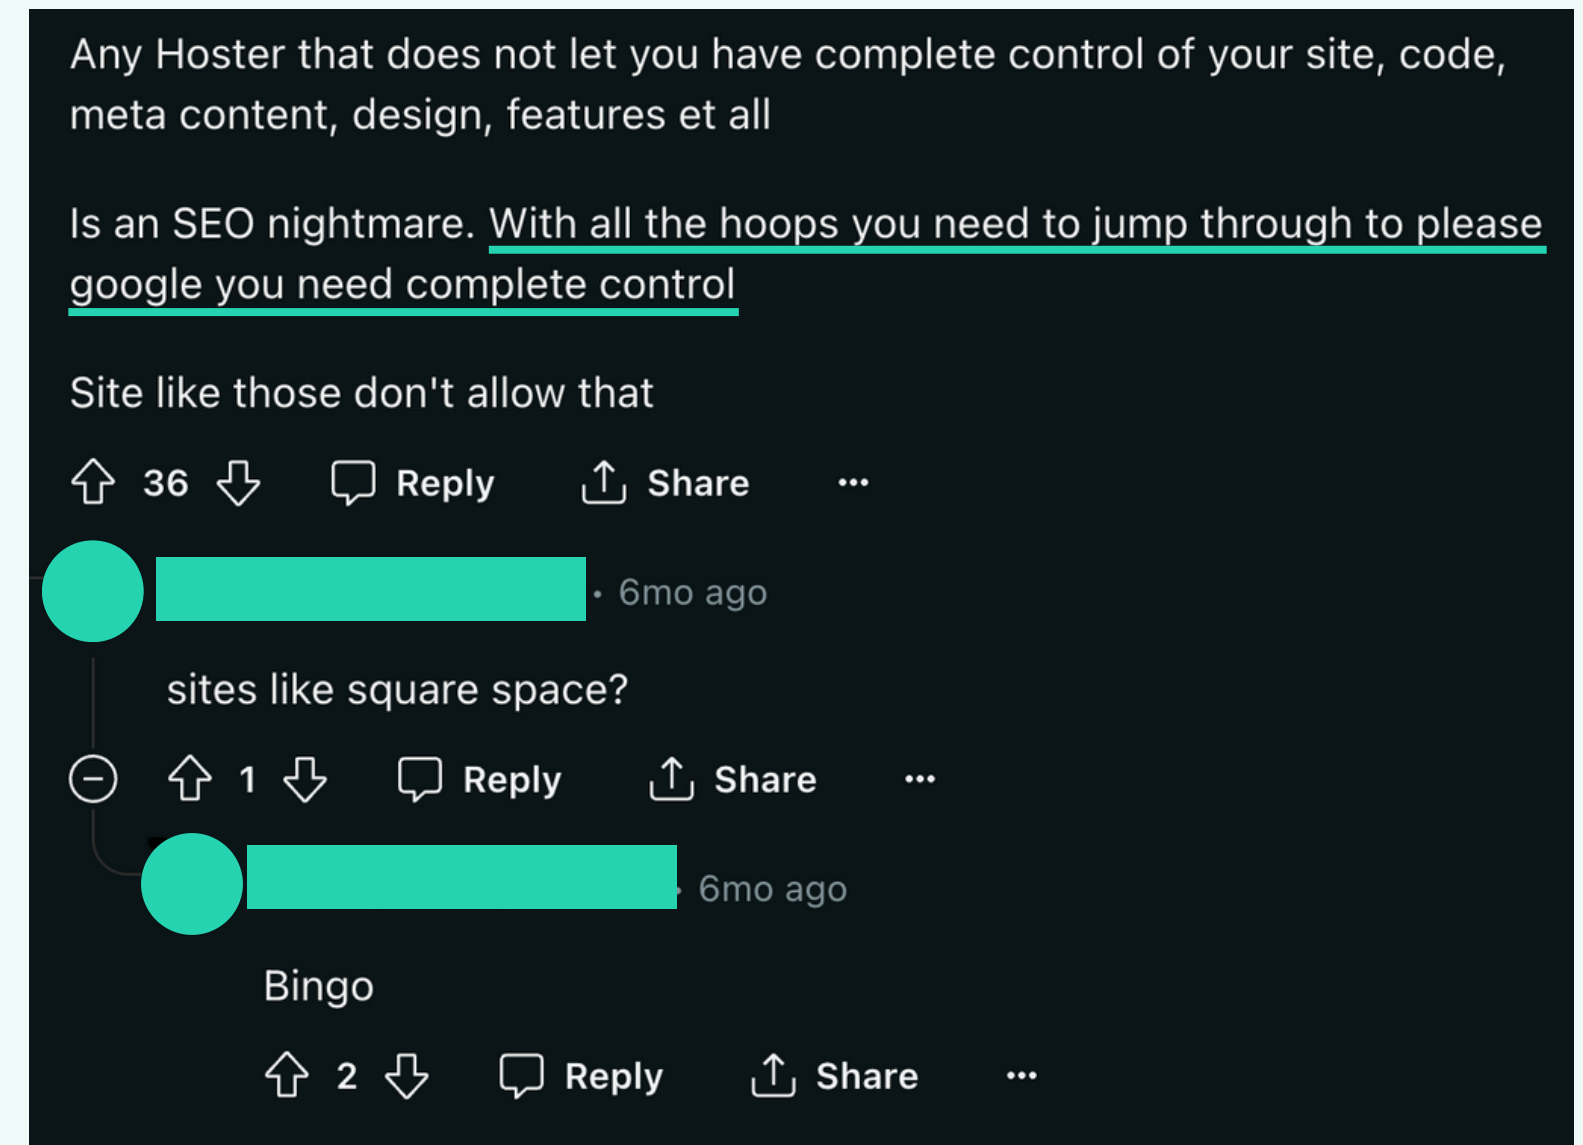 Any Hoster that does not let you have complete control of your site, code,
meta content, design, features et all
Is an SEO nightmare. With all the hoops you need to jump through to please
google you need complete control
Site like those don't allow that
36 Reply Share ...
• 6mo ago
sites like square space?
1 Reply Share ...
• 6mo ago
Bingo
2 Reply Share ...